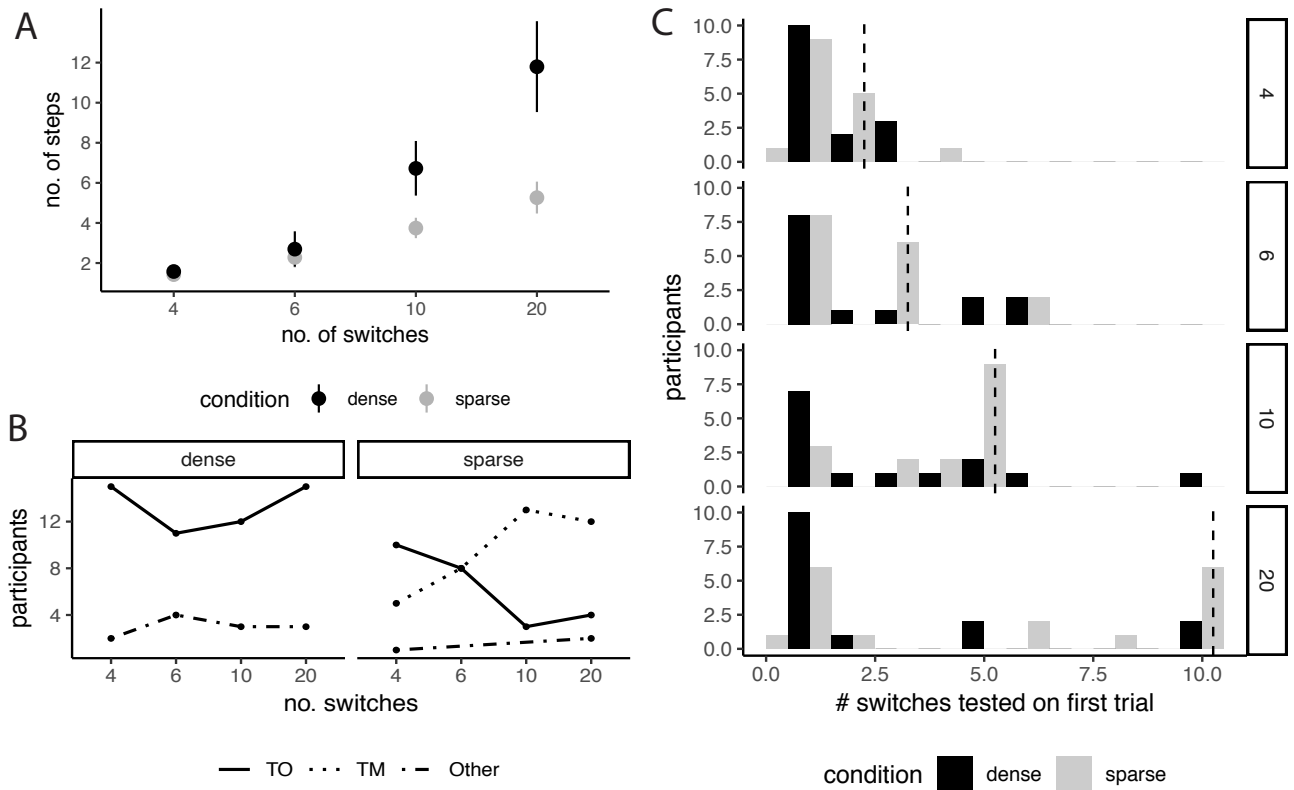 A
12
10
8
6
4
2
no. of steps
4 6 10 20
no. of switches
condition dense sparse
B
dense sparse
12
8
4
participants
4 6 10 20 4 6 10 20
no. switches
TO TM Other
C
10.0
7.5
5.0
2.5
0.0
4
10.0
7.5
5.0
2.5
0.0
6
participants
10.0
7.5
5.0
2.5
0.0
10
10.0
7.5
5.0
2.5
0.0
20
0.0 2.5 5.0 7.5 10.0
# switches tested on first trial
condition dense sparse